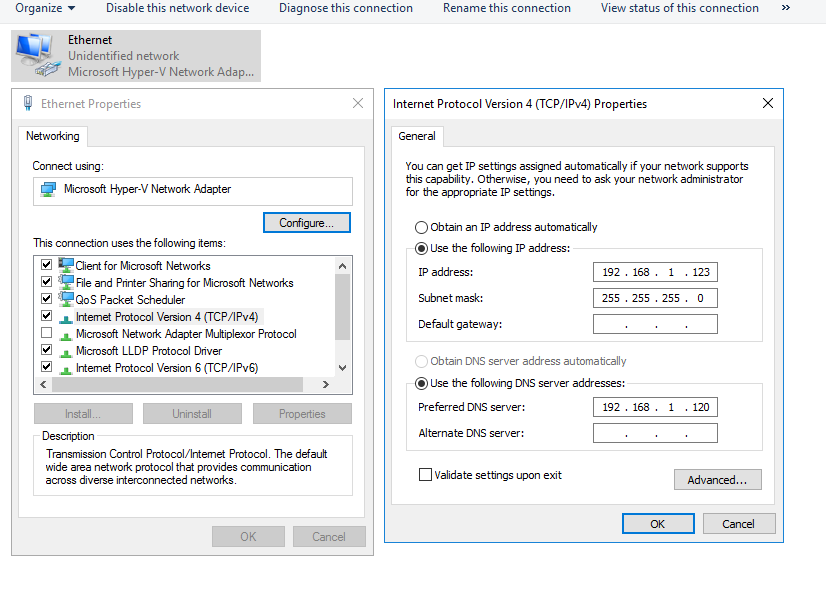 Organize
Disable this network device
Diagnose this connection
Rename this connection
View status of this connection
»
Ethernet
Unidentified network
Microsoft Hyper-V Network Adap...
Ethernet Properties
Networking
Connect using:
Microsoft Hyper-V Network Adapter
Configure...
This connection uses the following items:
Client for Microsoft Networks
File and Printer Sharing for Microsoft Networks
QoS Packet Scheduler
Internet Protocol Version 4 (TCP/IPv4)
Microsoft Network Adapter Multiplexor Protocol
Microsoft LLDP Protocol Driver
Internet Protocol Version 6 (TCP/IPv6)
Install...
Uninstall
Properties
Description
Transmission Control Protocol/Internet Protocol. The default
wide area network protocol that provides communication
across diverse interconnected networks.
OK
Cancel
Internet Protocol Version 4 (TCP/IPv4) Properties
General
You can get IP settings assigned automatically if your network supports
this capability. Otherwise, you need to ask your network administrator
for the appropriate IP settings.
Obtain an IP address automatically
Use the following IP address:
IP address:
192 . 168 . 1 . 123
Subnet mask:
255 . 255 . 255 . 0
Default gateway:
. . .
Obtain DNS server address automatically
Use the following DNS server addresses:
Preferred DNS server:
192 . 168 . 1 . 120
Alternate DNS server:
. . .
Validate settings upon exit
Advanced...
OK
Cancel